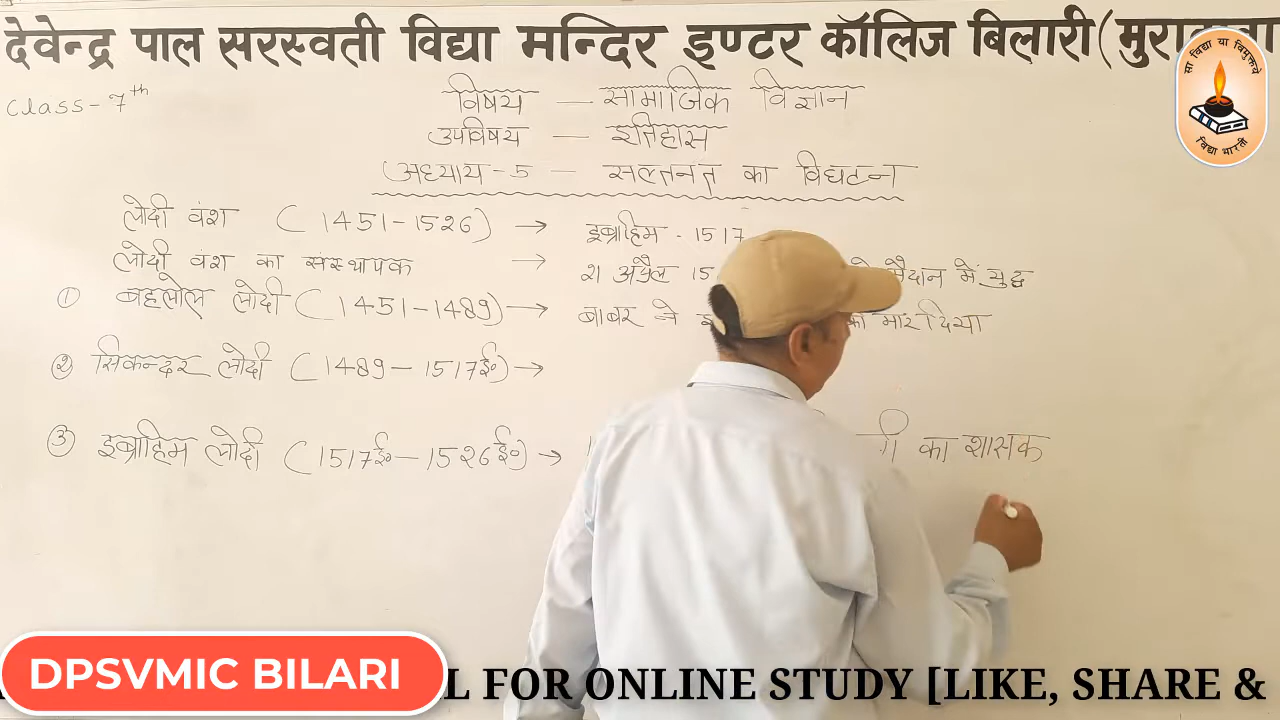 देवेन्द्र पाल सरस्वती विद्या मन्दिर इण्टर कॉलिज बिलारी
सा विद्या या विमुक्तये
विद्या भारती
Class - 7th
विषय — सामाजिक विज्ञान
उपविषय — इतिहास
अध्याय - 5 — सल्तनत का विघटन
लोदी वंश (1451-1526) → इब्राहिम - 1517
लोदी वंश का संस्थापक → 21 अप्रैल मैदान में युद्ध
① बहलोल लोदी (1451-1489) → बाबर ने मार दिया
② सिकन्दर लोदी (1489 - 1517ई०) →
③ इब्राहिम लोदी (1517ई० - 1526ई०) → का शासक
DPSVMIC BILARI
FOR ONLINE STUDY [LIKE, SHARE &